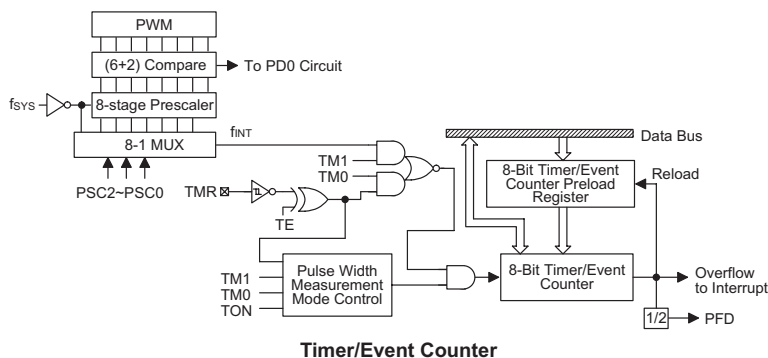 PWM
(6+2) Compare
To PD0 Circuit
fSYS
8-stage Prescaler
8-1 MUX
fINT
PSC2~PSC0
TM1
TM0
TMR
TE
Data Bus
8-Bit Timer/Event
Counter Preload
Register
Reload
TM1
TM0
TON
Pulse Width
Measurement
Mode Control
8-Bit Timer/Event
Counter
Overflow
to Interrupt
1/2
PFD
Timer/Event Counter